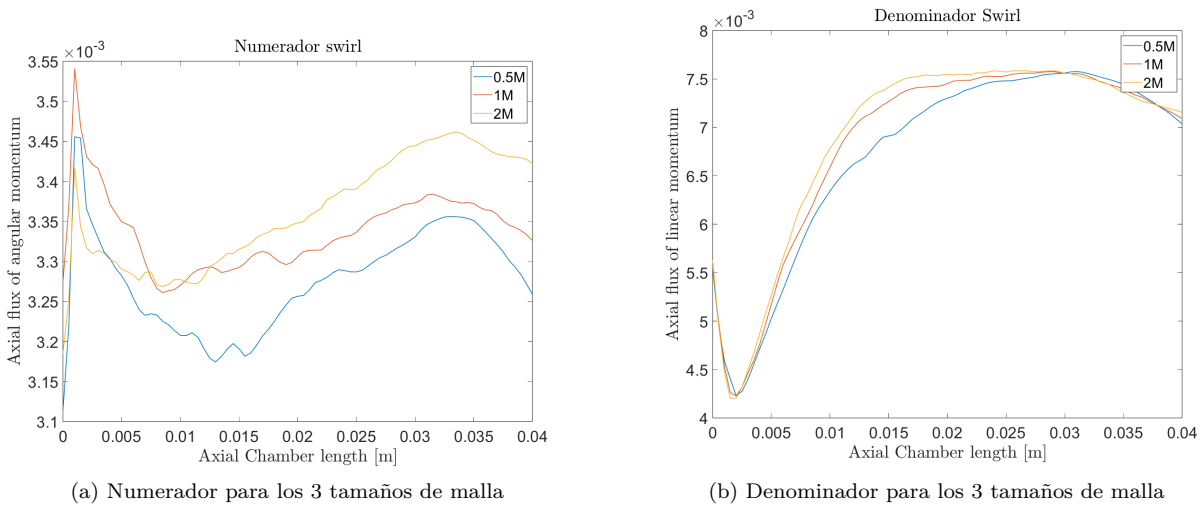 Numerador swirl
×10⁻³
3.55
3.5
3.45
3.4
3.35
3.3
3.25
3.2
3.15
3.1
Axial flux of angular momentum
0.5M
1M
2M
0 0.005 0.01 0.015 0.02 0.025 0.03 0.035 0.04
Axial Chamber length [m]
(a) Numerador para los 3 tamaños de malla
Denominador Swirl
×10⁻³
8
7.5
7
6.5
6
5.5
5
4.5
4
Axial flux of linear momentum
0.5M
1M
2M
0 0.005 0.01 0.015 0.02 0.025 0.03 0.035 0.04
Axial Chamber length [m]
(b) Denominador para los 3 tamaños de malla